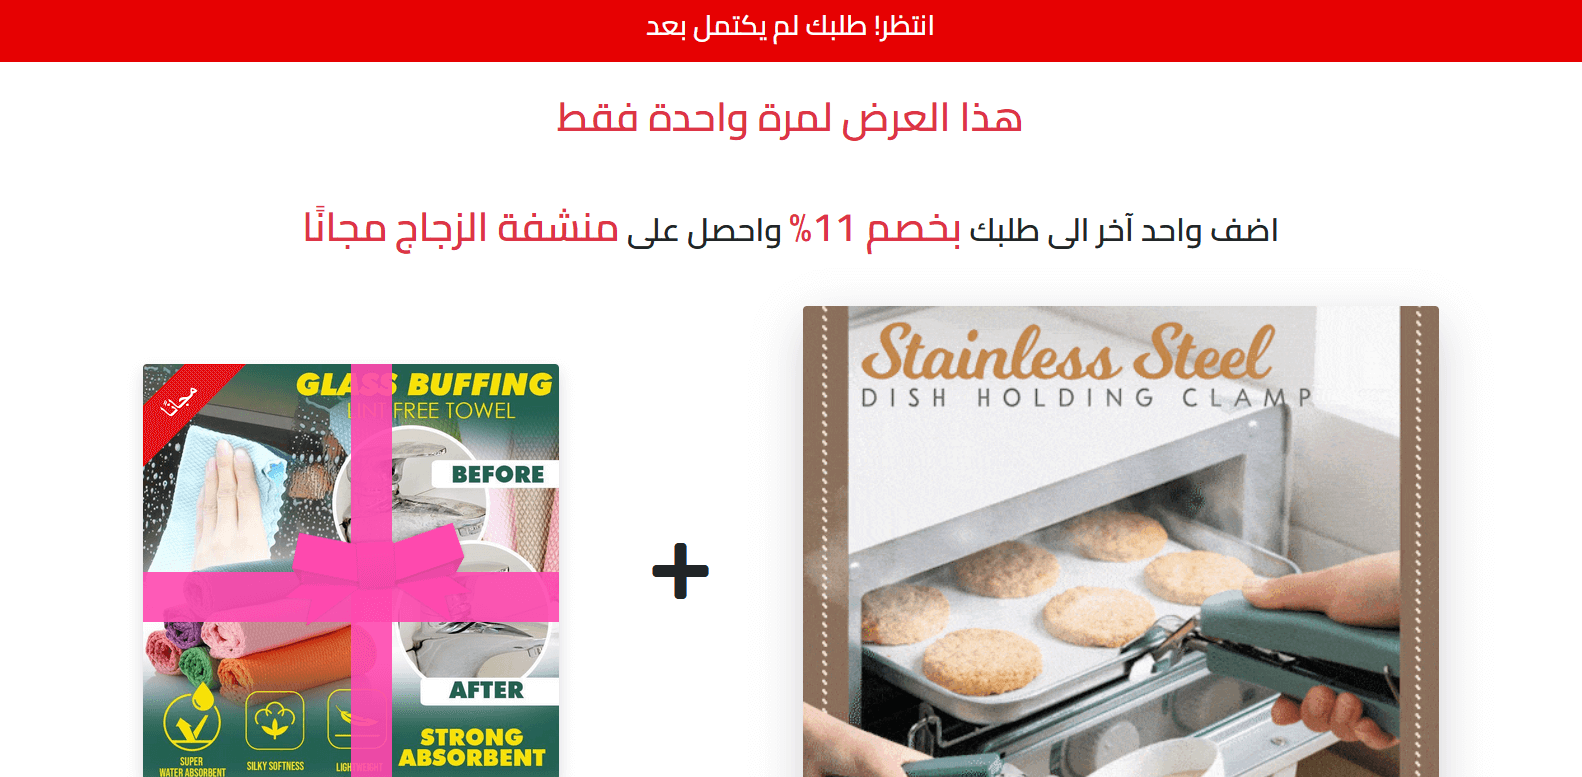 انتظر! طلبك لم يكتمل بعد
هذا العرض لمرة واحدة فقط
اضف واحد آخر الى طلبك بخصم 11% واحصل على منشفة الزجاج مجانًا
مجانًا
GLASS BUFFING
LINT FREE TOWEL
BEFORE
AFTER
SUPER
WATER ABSORBENT
SILKY SOFTNESS
LIGHTWEIGHT
STRONG
ABSORBENT
Stainless Steel
DISH HOLDING CLAMP